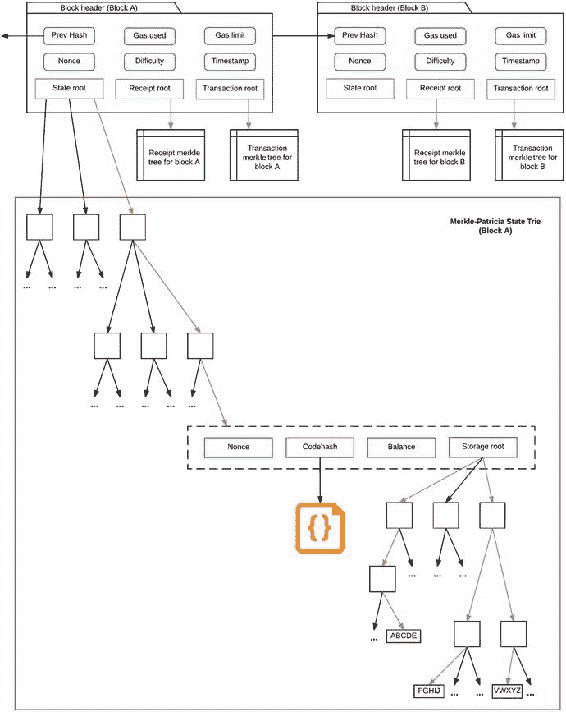 Block header (Block A)
Block header (Block B)
Prev Hash
Gas used
Gas limit
Prev Hash
Gas used
Gas limit
Nonce
Difficulty
Timestamp
Nonce
Difficulty
Timestamp
State root
Receipt root
Transaction root
State root
Receipt root
Transaction root
Receipt merkle
tree for block A
Transaction
merkle tree for
block A
Receipt merkle
tree for block B
Transaction
merkle tree for
block B
Merkle-Patricia State Trie
(Block A)
... ... ... ...
... ... ... ...
Nonce
Codehash
Balance
Storage root
{}
... ... ...
... ABCDE
FGHIJ ... ... VWXYZ ...